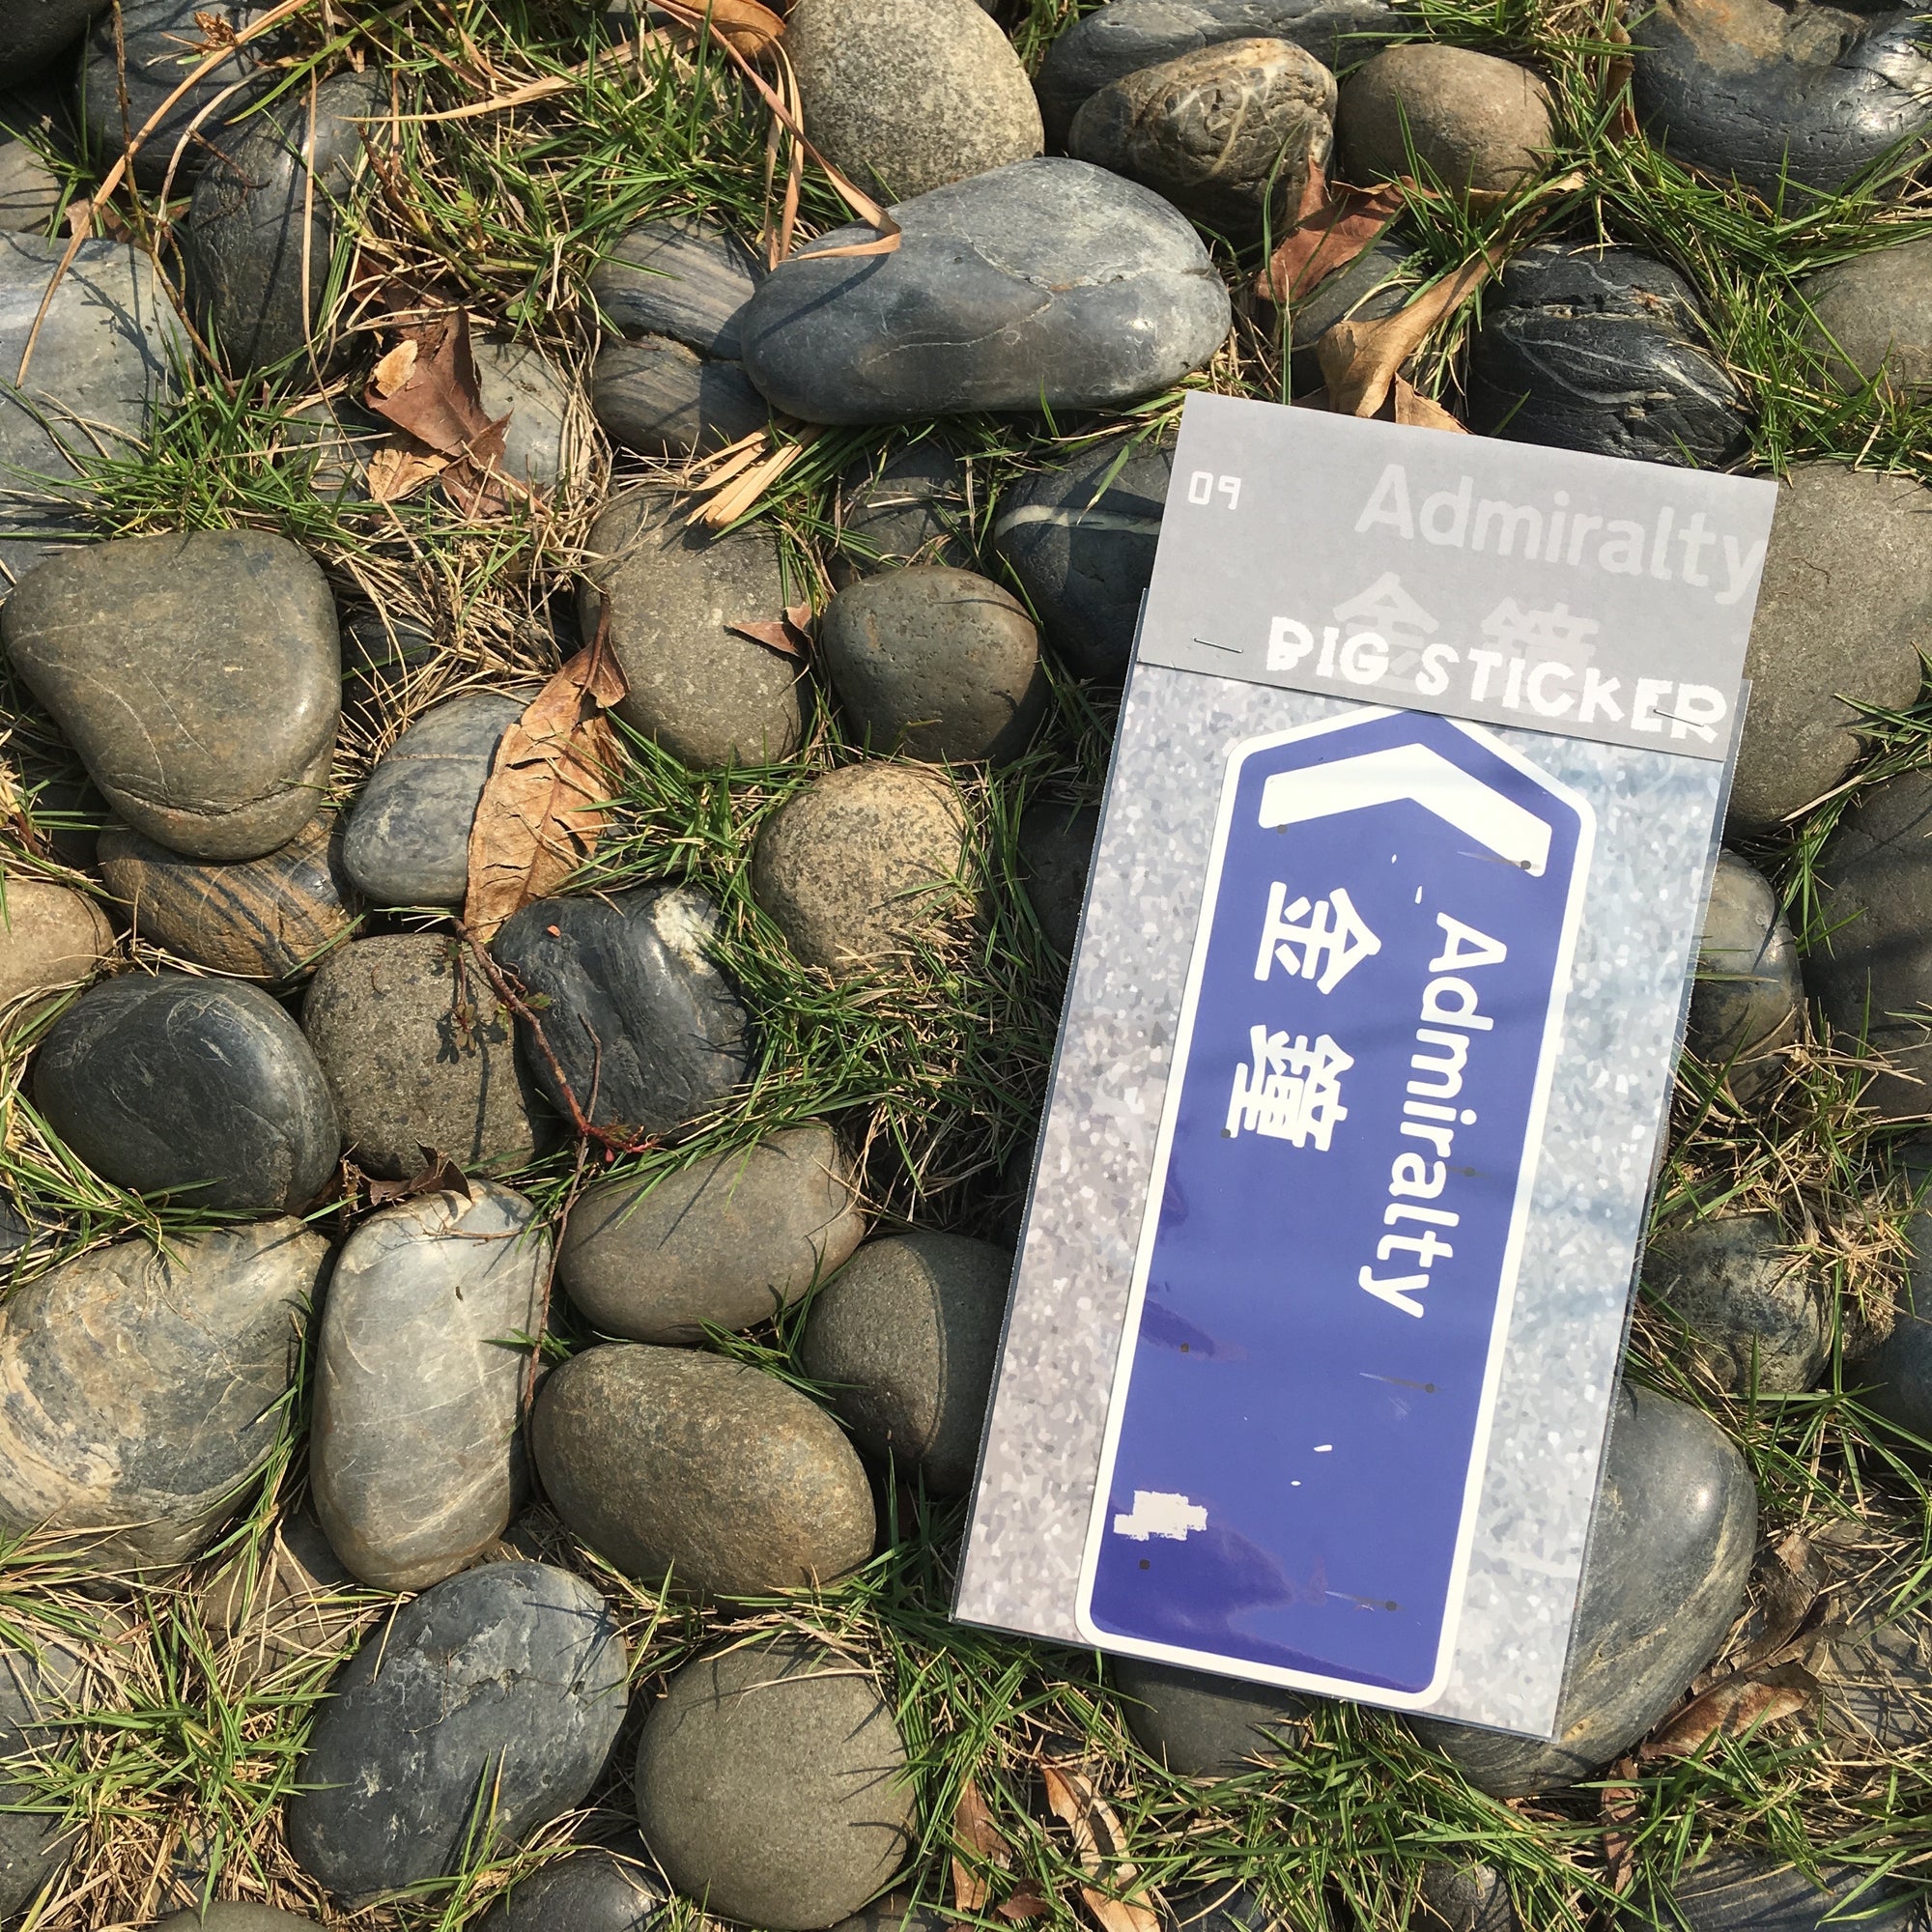 09
Admiralty
金鐘
BIG STICKER
Admiralty
金鐘